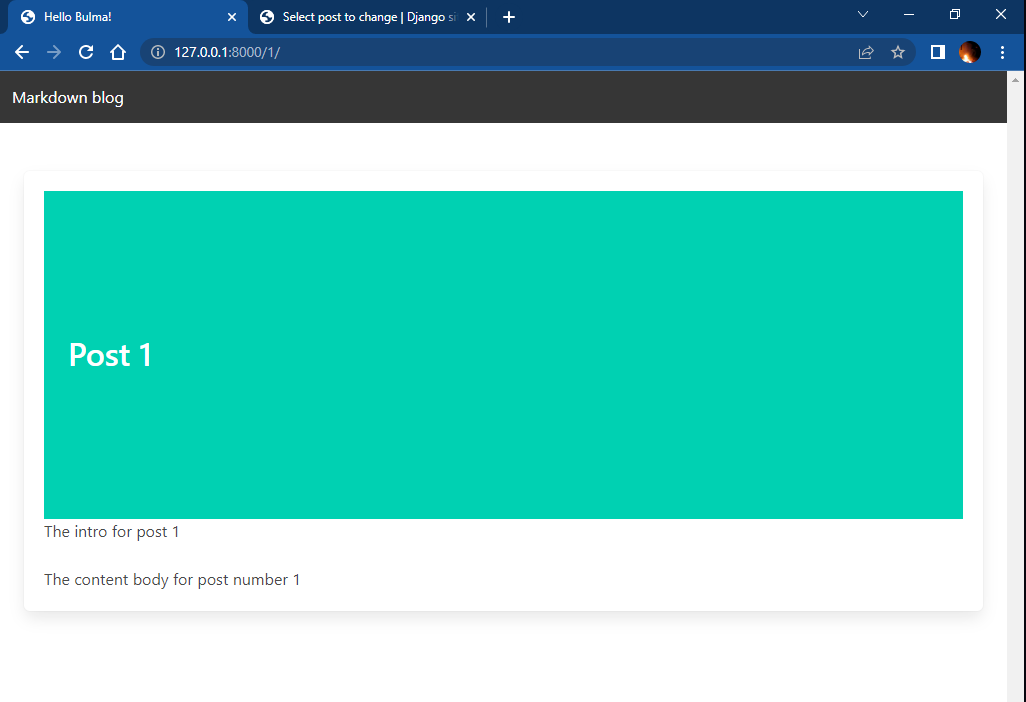 Hello Bulma!
Select post to change | Django
127.0.0.1:8000/1/
Markdown blog
Post 1
The intro for post 1
The content body for post number 1